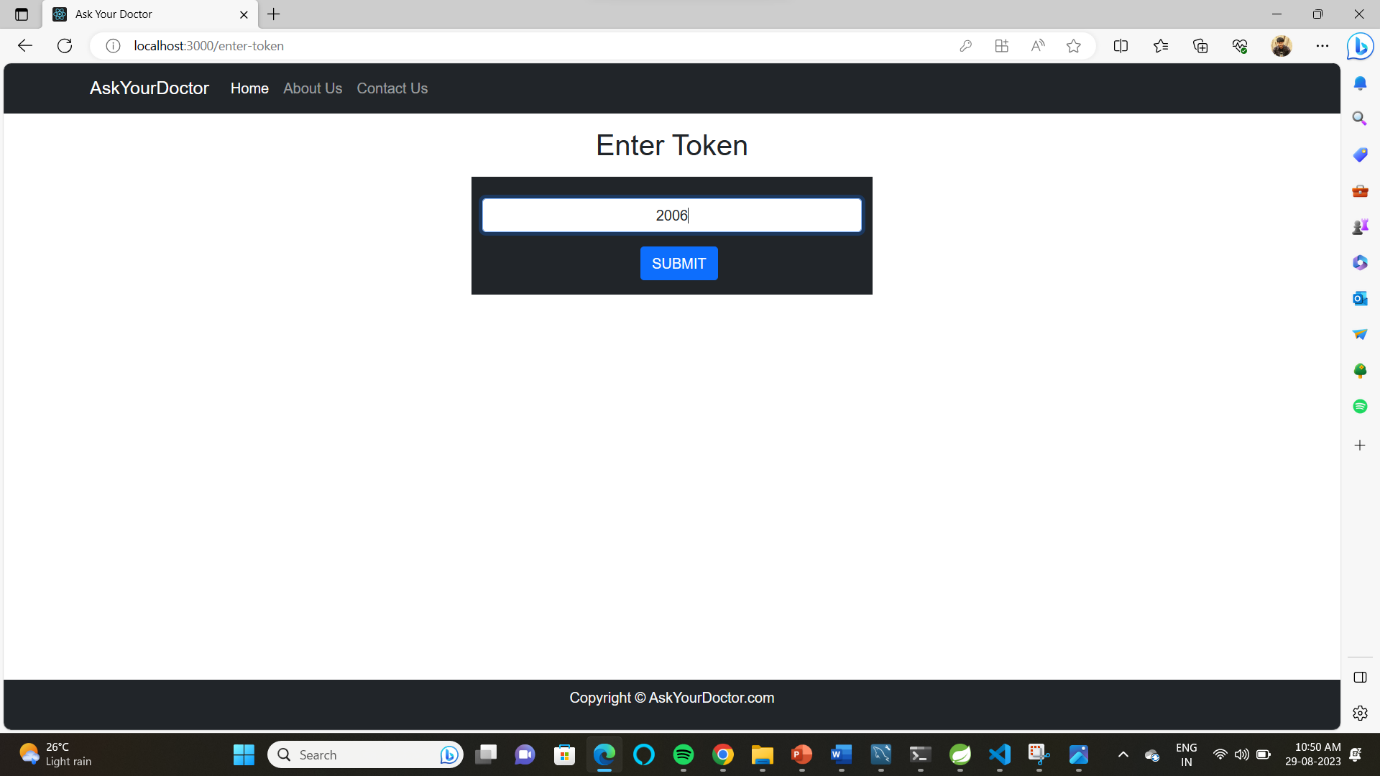 Ask Your Doctor
localhost:3000/enter-token
AskYourDoctor Home About Us Contact Us
Enter Token
2006
SUBMIT
Copyright © AskYourDoctor.com
26°C
Light rain
Search
ENG
IN
10:50 AM
29-08-2023